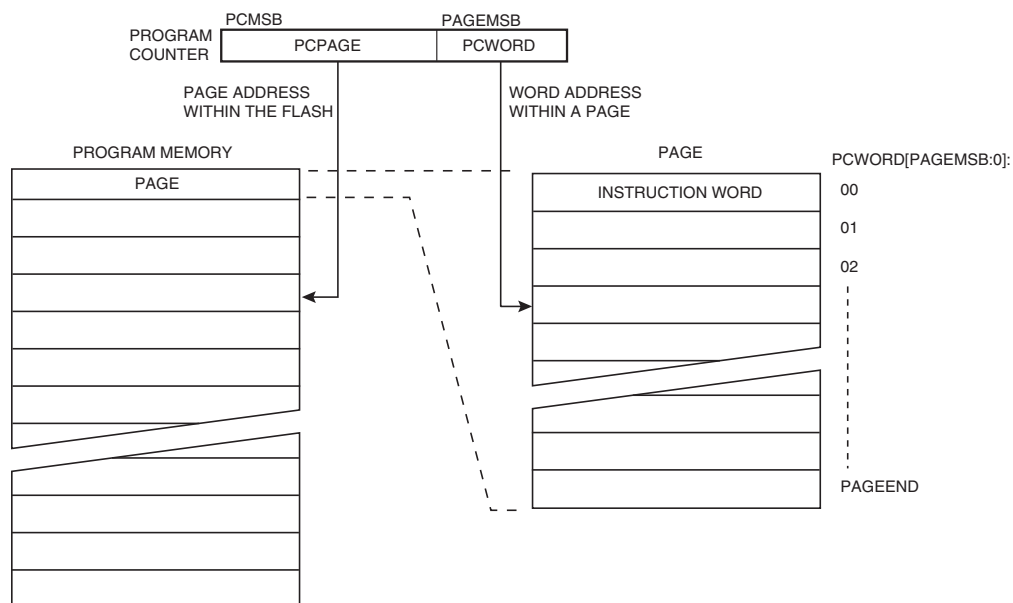 PCMSB
PAGEMSB
PROGRAM
COUNTER
PCPAGE
PCWORD
PAGE ADDRESS
WITHIN THE FLASH
WORD ADDRESS
WITHIN A PAGE
PROGRAM MEMORY
PAGE
PAGE
PCWORD[PAGEMSB:0]:
INSTRUCTION WORD
00
01
02
PAGEEND